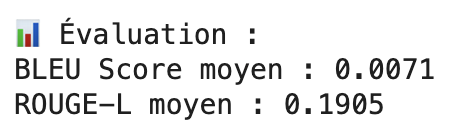 📊 Évaluation :
BLEU Score moyen : 0.0071
ROUGE-L moyen : 0.1905